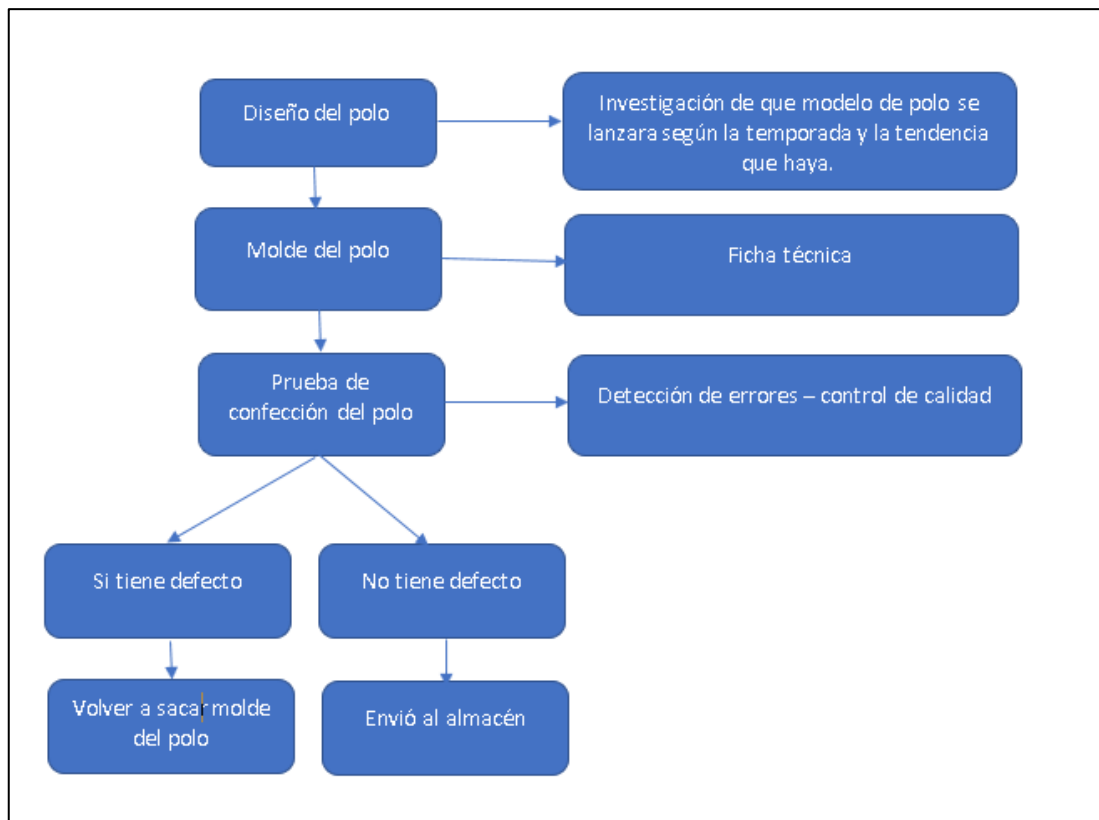 Diseño del polo
Investigación de que modelo de polo se
lanzara según la temporada y la tendencia
que haya.
Molde del polo
Ficha técnica
Prueba de
confección del polo
Detección de errores – control de calidad
Si tiene defecto
No tiene defecto
Volver a sacar molde
del polo
Envió al almacén